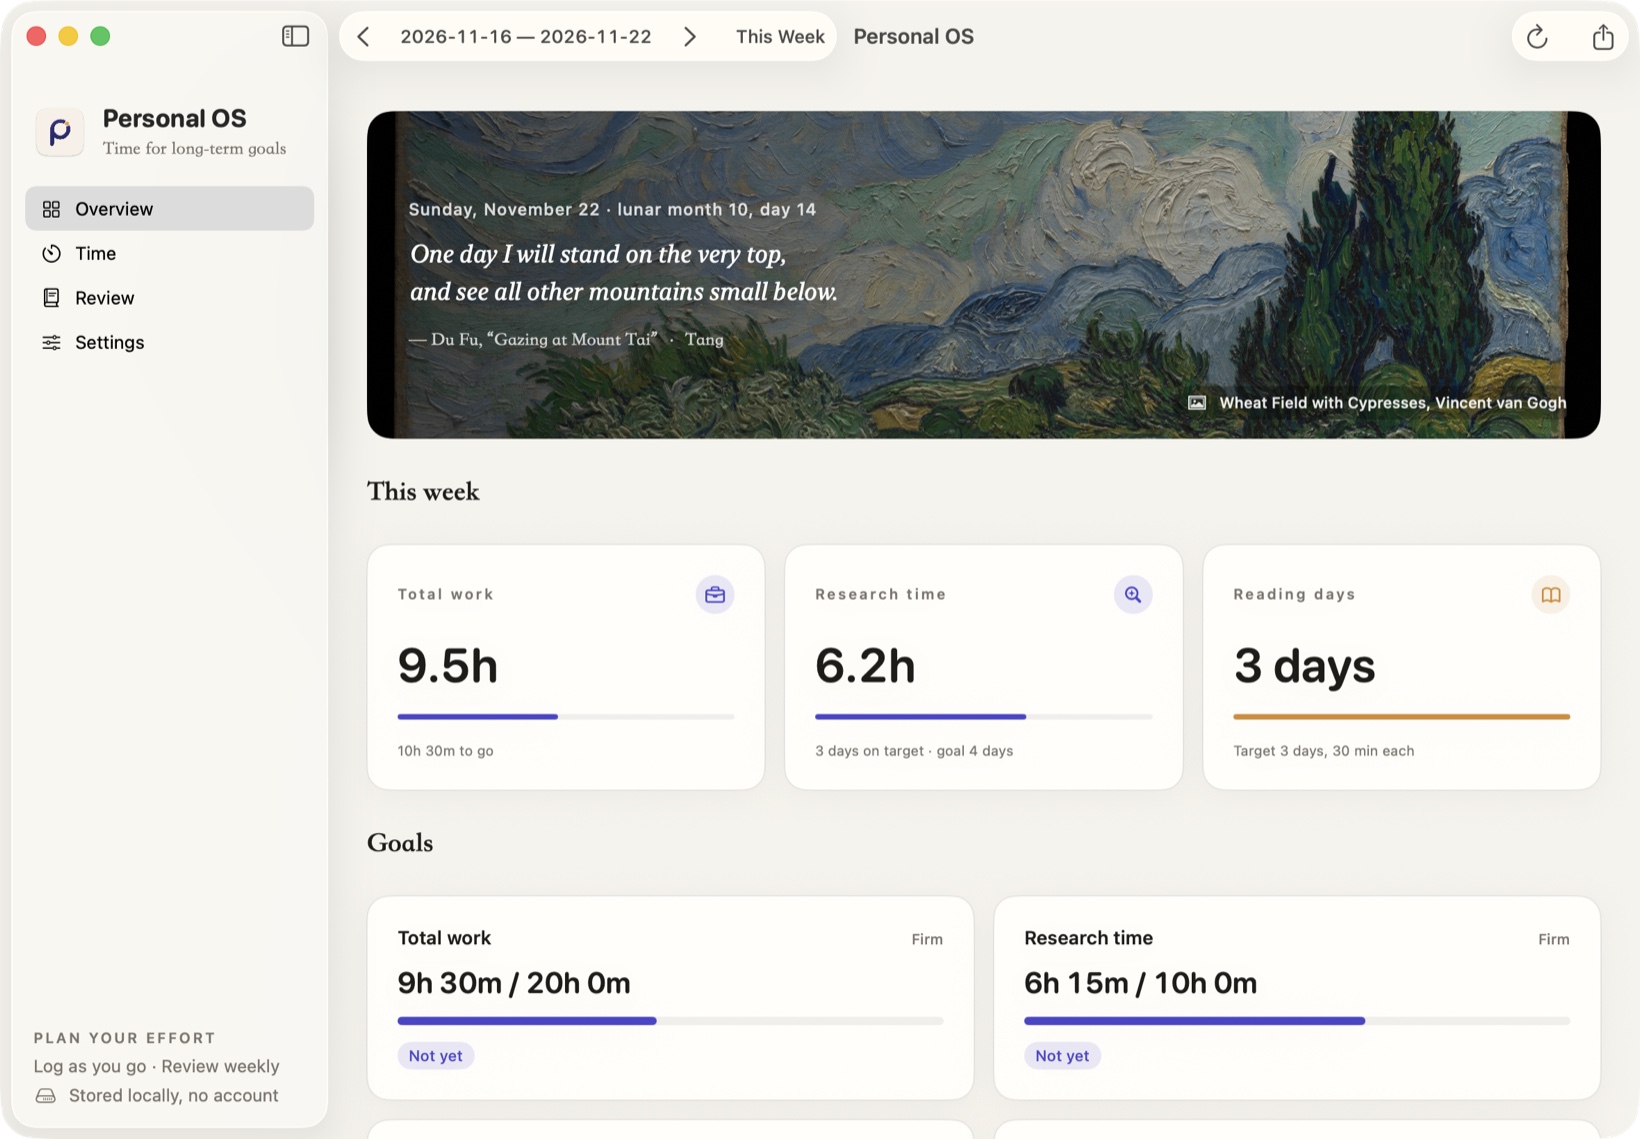 2026-11-16 — 2026-11-22
This Week
Personal OS
Personal OS
Time for long-term goals
Overview
Time
Review
Settings
PLAN YOUR EFFORT
Log as you go · Review weekly
Stored locally, no account
Sunday, November 22 · lunar month 10, day 14
One day I will stand on the very top,
and see all other mountains small below.
— Du Fu, “Gazing at Mount Tai” · Tang
Wheat Field with Cypresses, Vincent van Gogh
This week
Total work
9.5h
10h 30m to go
Research time
6.2h
3 days on target · goal 4 days
Reading days
3 days
Target 3 days, 30 min each
Goals
Total work
Firm
9h 30m / 20h 0m
Not yet
Research time
Firm
6h 15m / 10h 0m
Not yet